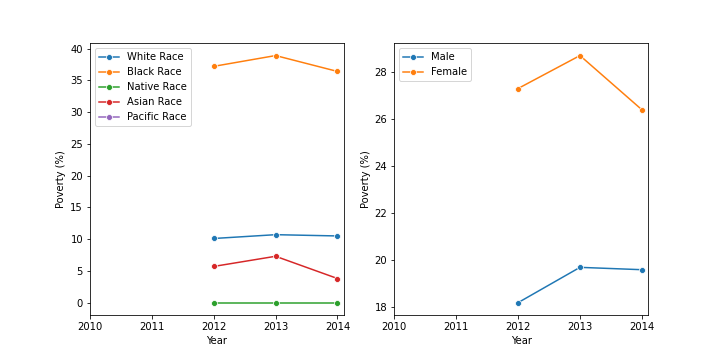 White Race
Black Race
Native Race
Asian Race
Pacific Race
40
35
30
25
20
15
10
5
0
Poverty (%)
2010 2011 2012 2013 2014
Year
Male
Female
28
26
24
22
20
18
Poverty (%)
2010 2011 2012 2013 2014
Year